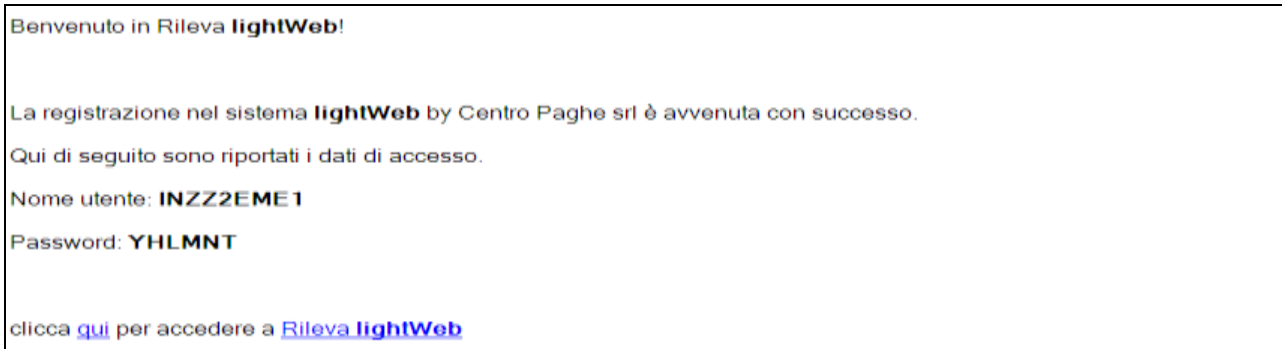 Benvenuto in Rileva lightWeb!
La registrazione nel sistema lightWeb by Centro Paghe srl è avvenuta con successo.
Qui di seguito sono riportati i dati di accesso.
Nome utente: INZZ2EME1
Password: YHLMNT
clicca qui per accedere a Rileva lightWeb